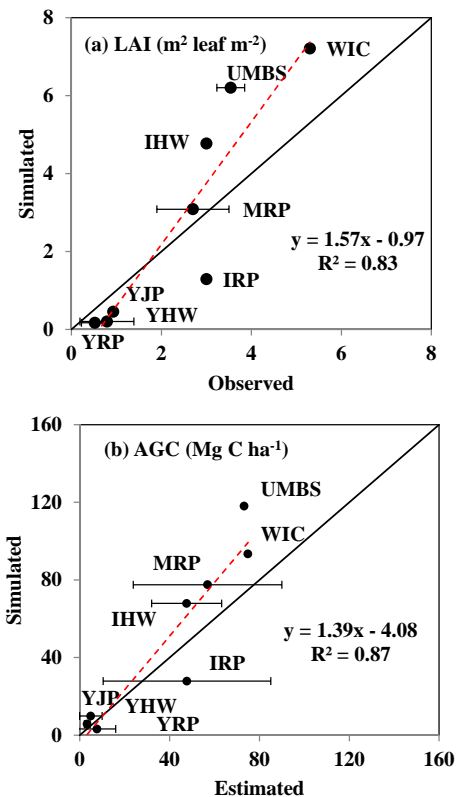 8
(a) LAI (m² leaf m⁻²)
WIC
UMBS
6
IHW
4
Simulated
MRP
y = 1.57x - 0.97
R² = 0.83
2
IRP
YJP
YHW
YRP
0
0 2 4 6 8
Observed
160
(b) AGC (Mg C ha⁻¹)
UMBS
120
WIC
MRP
80
Simulated
IHW
y = 1.39x - 4.08
R² = 0.87
IRP
40
YJP
YHW
YRP
0
0 40 80 120 160
Estimated